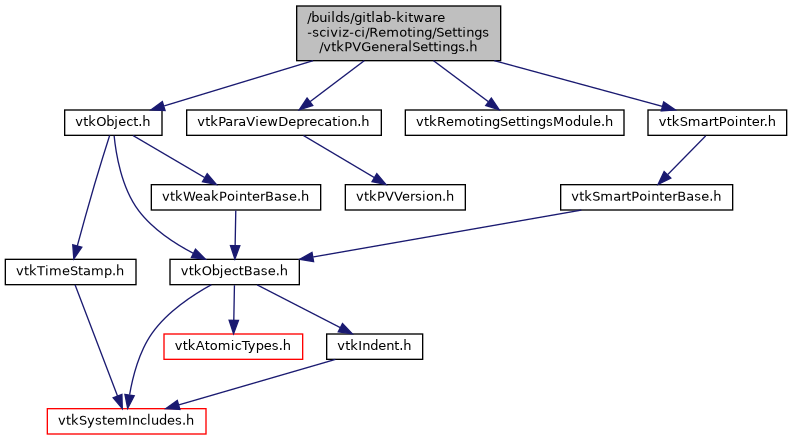 /builds/gitlab-kitware
-sciviz-ci/Remoting/Settings
/vtkPVGeneralSettings.h
vtkObject.h
vtkParaViewDeprecation.h
vtkRemotingSettingsModule.h
vtkSmartPointer.h
vtkWeakPointerBase.h
vtkPVVersion.h
vtkSmartPointerBase.h
vtkTimeStamp.h
vtkObjectBase.h
vtkAtomicTypes.h
vtkIndent.h
vtkSystemIncludes.h